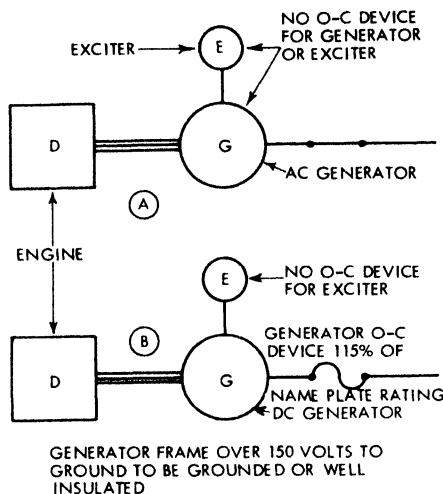 NO O-C DEVICE
FOR GENERATOR
OR EXCITER
EXCITER
E
D
G
AC GENERATOR
A
ENGINE
E
NO O-C DEVICE
FOR EXCITER
B
GENERATOR O-C
DEVICE 115% OF
D
G
NAME PLATE RATING
DC GENERATOR
GENERATOR FRAME OVER 150 VOLTS TO
GROUND TO BE GROUNDED OR WELL
INSULATED